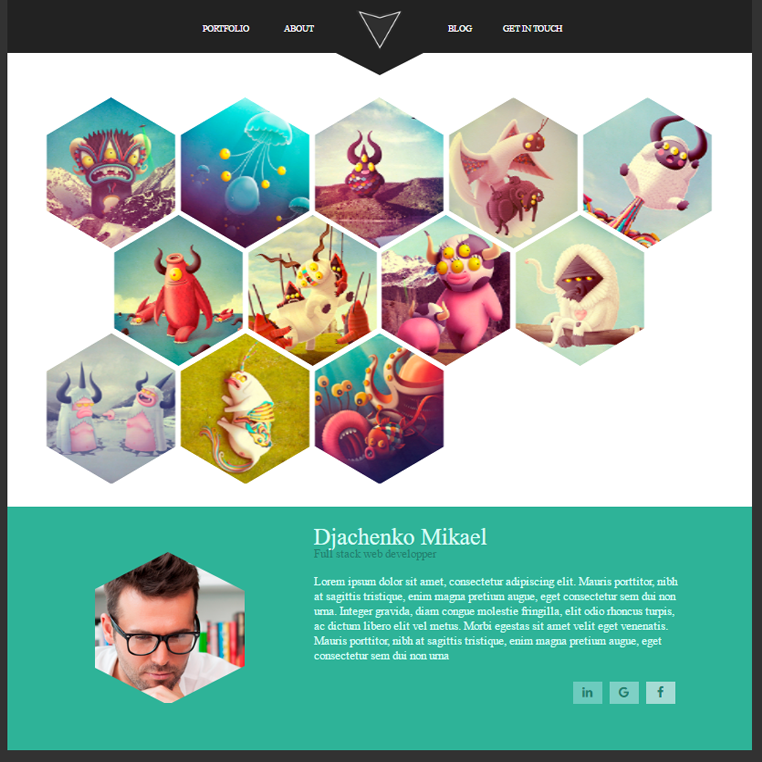 PORTFOLIO ABOUT BLOG GET IN TOUCH
Djachenko Mikael
Full stack web developper
Lorem ipsum dolor sit amet, consectetur adipiscing elit. Mauris porttitor, nibh
at sagittis tristique, enim magna pretium augue, eget consectetur sem dui non
urna. Integer gravida, diam congue molestie fringilla, elit odio rhoncus turpis,
ac dictum libero elit vel metus. Morbi egestas sit amet velit eget venenatis.
Mauris porttitor, nibh at sagittis tristique, enim magna pretium augue, eget
consectetur sem dui non urna
in G f